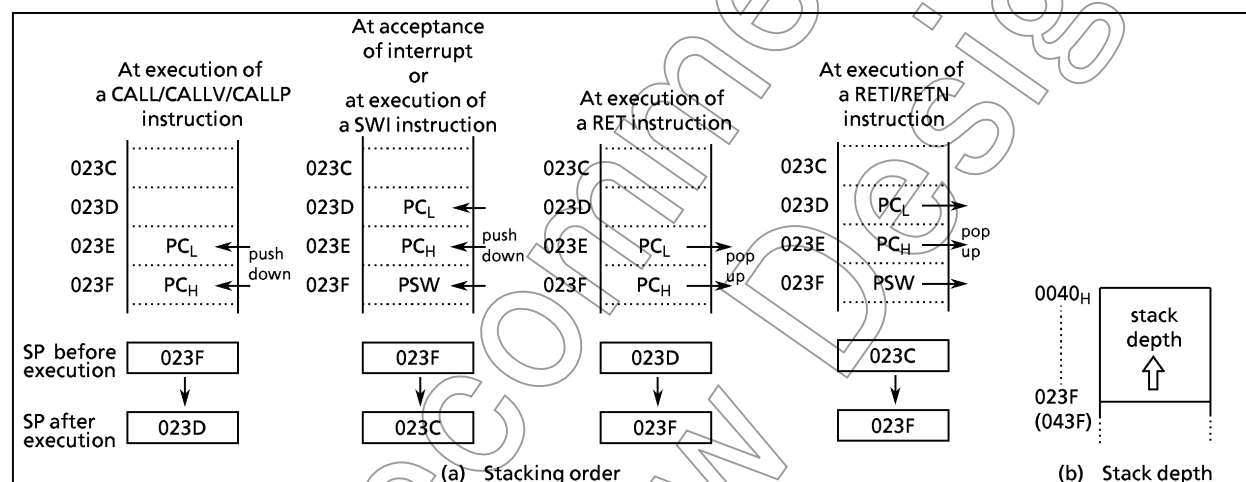 At execution of
a CALL/CALLV/CALLP
instruction
023C
023D
023E PCL
023F PCH
push
down
At acceptance
of interrupt
or
at execution of
a SWI instruction
023C
023D PCL
023E PCH
023F PSW
push
down
At execution of
a RET instruction
023C
023D
023E PCL
023F PCH
pop
up
At execution of
a RETI/RETN
instruction
023C
023D PCL
023E PCH
023F PSW
pop
up
SP before
execution
023F
023F
023D
023C
SP after
execution
023D
023C
023F
023F
(a) Stacking order
0040H
stack
depth
023F
(043F)
(b) Stack depth